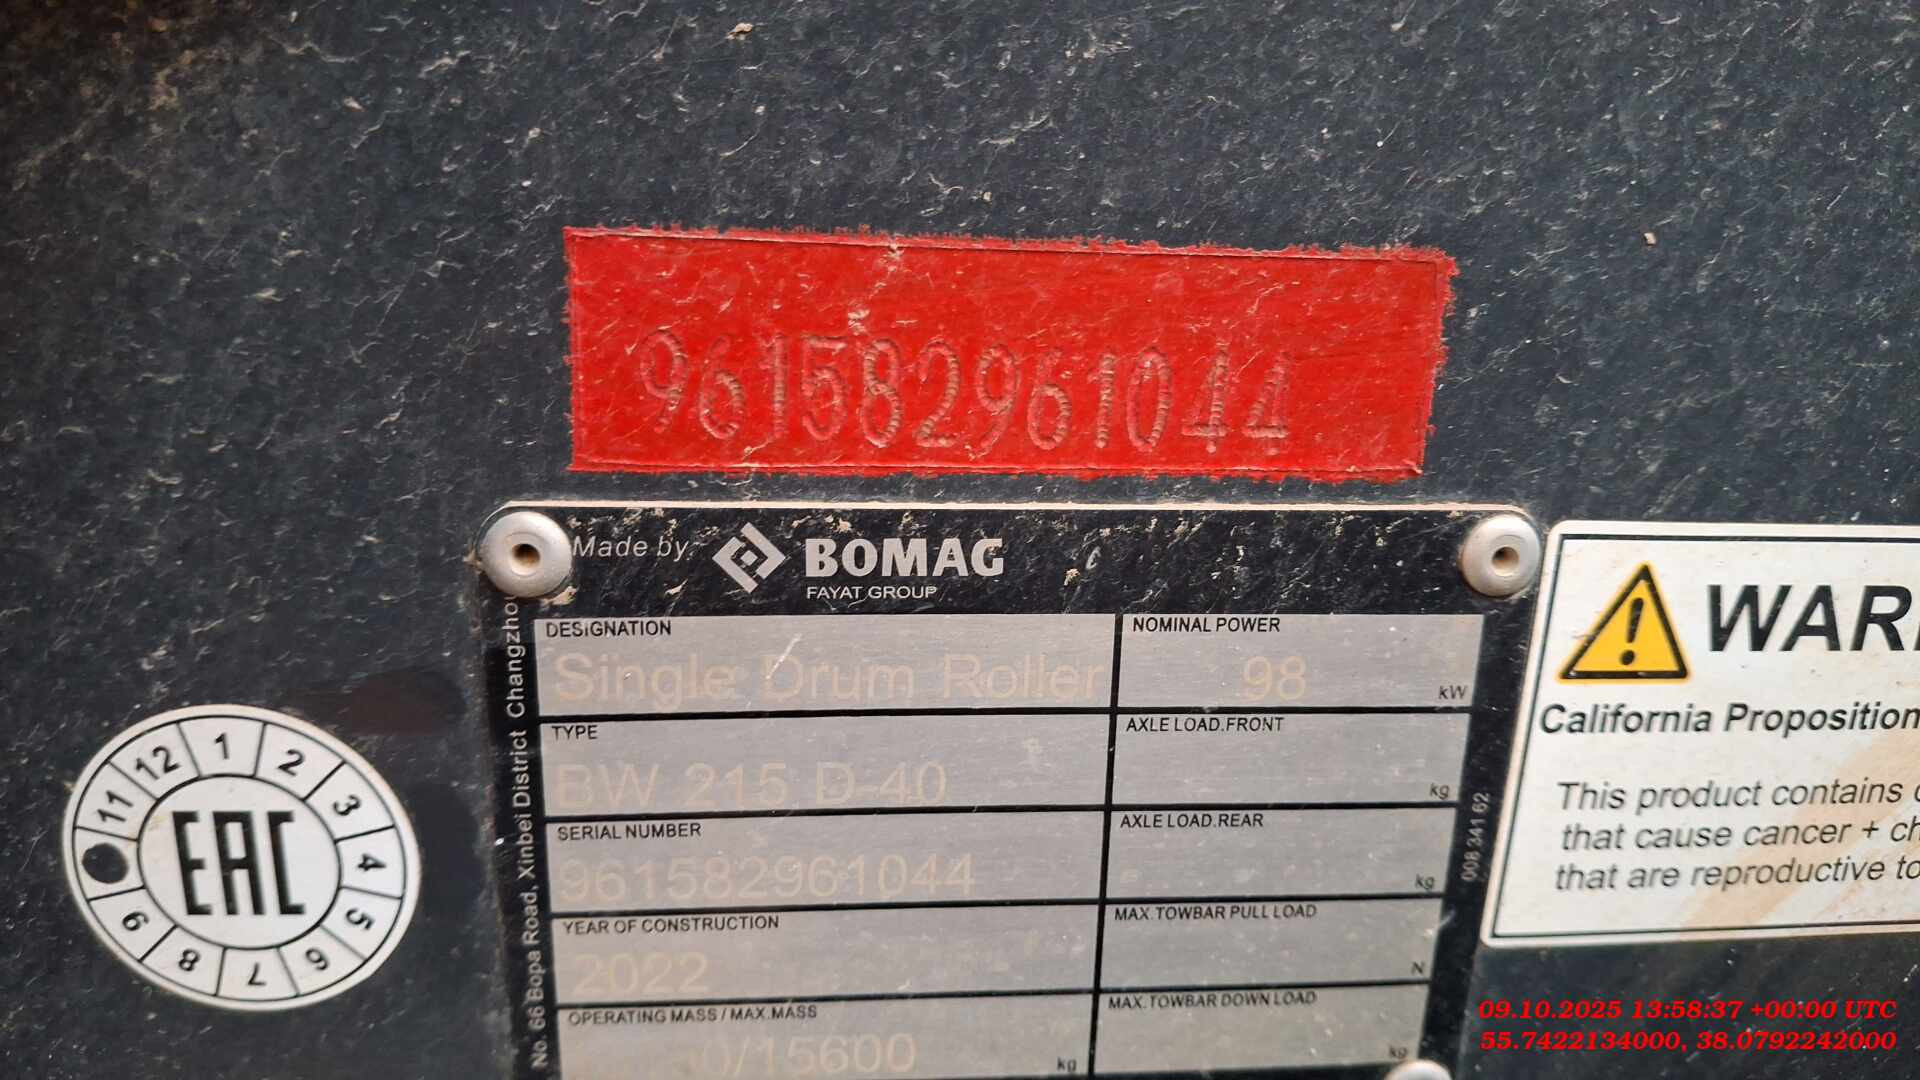 961582961044
Made by BOMAG
FAYAT GROUP
DESIGNATION
Single Drum Roller
NOMINAL POWER
98 kW
TYPE
BW 215 D-40
AXLE LOAD.FRONT
kg
SERIAL NUMBER
961582961044
AXLE LOAD.REAR
kg
YEAR OF CONSTRUCTION
2022
MAX.TOWBAR PULL LOAD
N
OPERATING MASS / MAX.MASS
/15600 kg
MAX.TOWBAR DOWN LOAD
kg
No. 66 Bopa Road, Xinbei District Changzhou
008 341 62
EAC
1
2
3
4
5
6
7
8
9
11
12
WAR
California Proposition
This product contains
that cause cancer + ch
that are reproductive to
09.10.2025 13:58:37 +00:00 UTC
55.7422134000, 38.0792242000